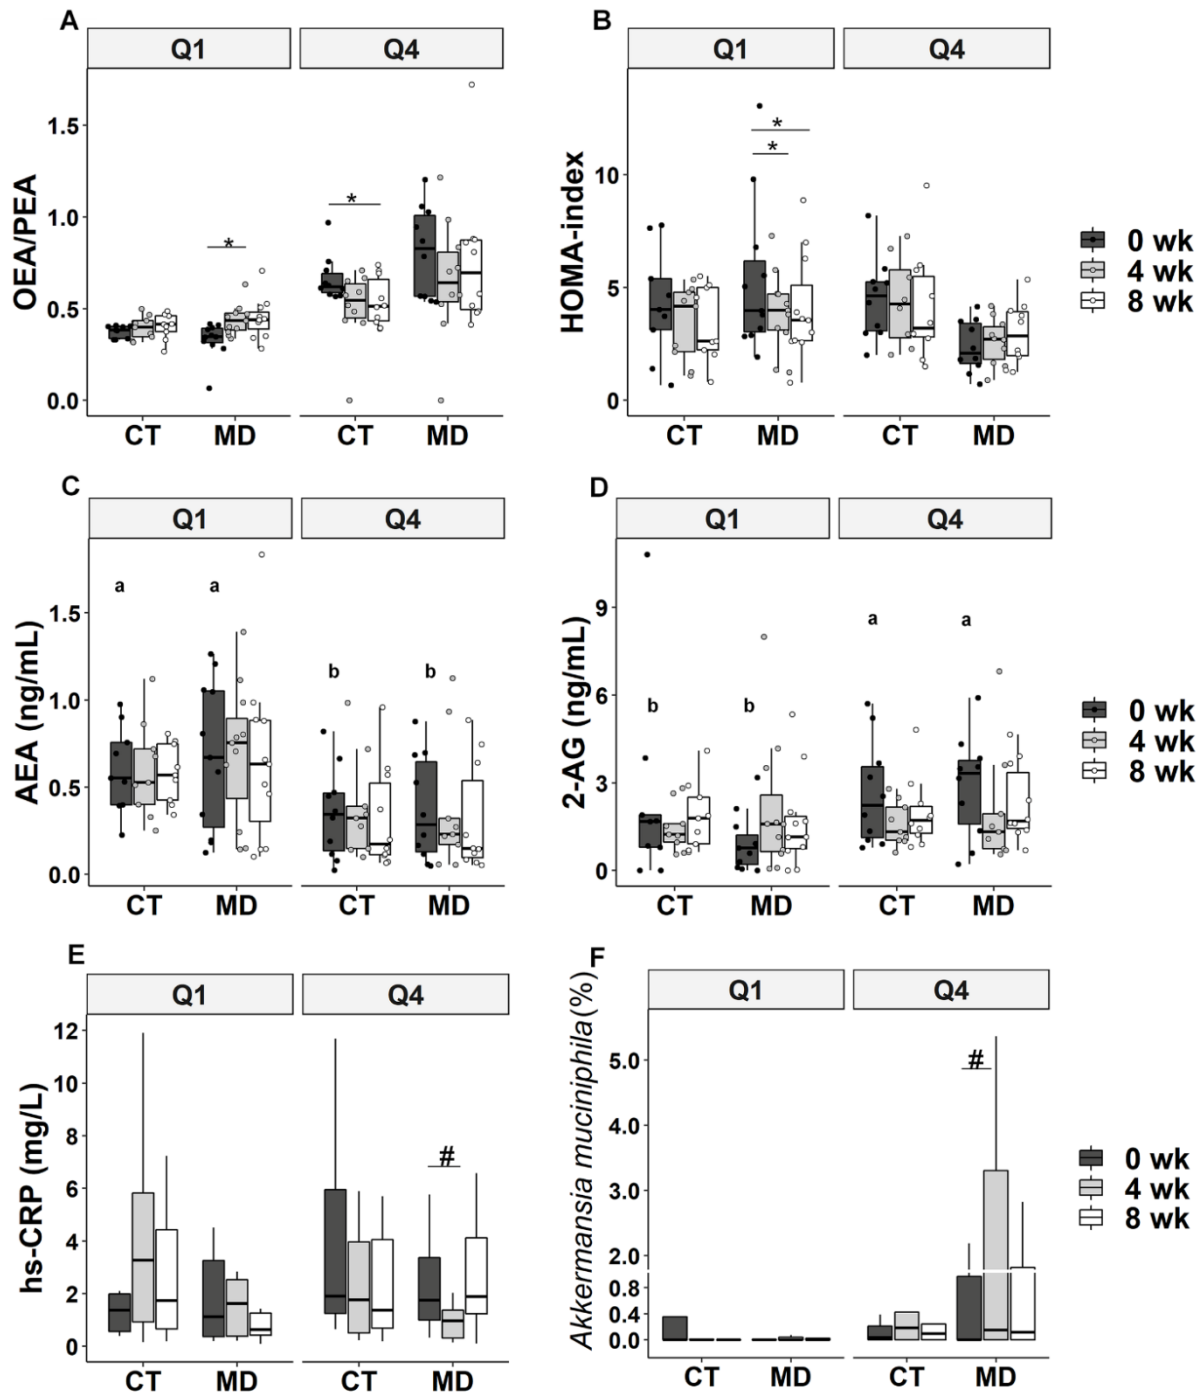 A
Q1 Q4
OEA/PEA
1.5
1.0
0.5
0.0
*
*
CT MD CT MD
B
Q1 Q4
HOMA-index
10
5
0
*
*
CT MD CT MD
0 wk
4 wk
8 wk
C
Q1 Q4
AEA (ng/mL)
1.5
1.0
0.5
0.0
a a b b
CT MD CT MD
D
Q1 Q4
2-AG (ng/mL)
9
6
3
0
b b a a
CT MD CT MD
0 wk
4 wk
8 wk
E
Q1 Q4
hs-CRP (mg/L)
12
10
8
6
4
2
0
#
CT MD CT MD
F
Q1 Q4
Akkermansia muciniphila (%)
5.0
4.0
3.0
2.0
0.8
0.4
0.0
#
CT MD CT MD
0 wk
4 wk
8 wk